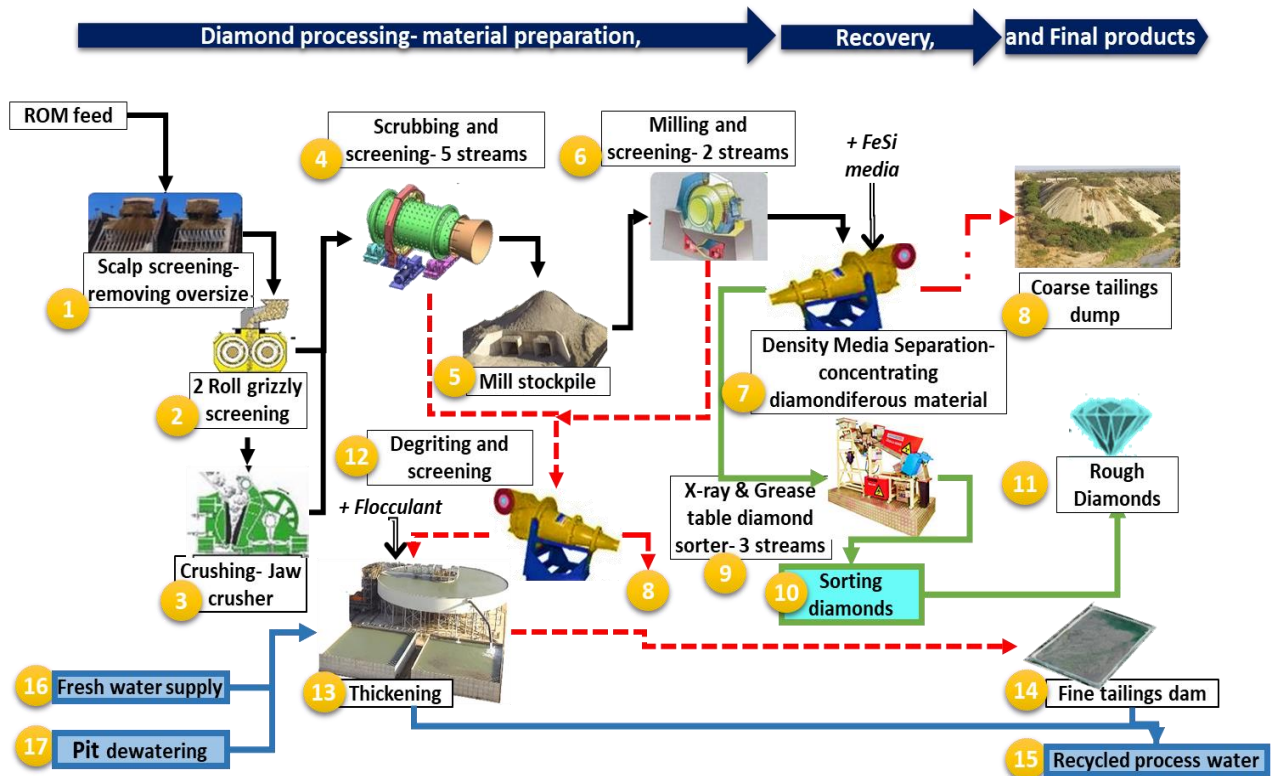 Diamond processing- material preparation,
Recovery,
and Final products
ROM feed
4
Scrubbing and
screening- 5 streams
6
Milling and
screening- 2 streams
+ FeSi
media
Scalp screening-
removing oversize
1
5
Mill stockpile
Density Media Separation-
concentrating
diamondiferous material
7
Coarse tailings
dump
8
2 Roll grizzly
screening
2
12
Degriting and
screening
+ Flocculant
X-ray & Grease
table diamond
sorter- 3 streams
9
11
Rough
Diamonds
Crushing- Jaw
crusher
3
8
10
Sorting
diamonds
16
Fresh water supply
13
Thickening
14
Fine tailings dam
17
Pit dewatering
15
Recycled process water